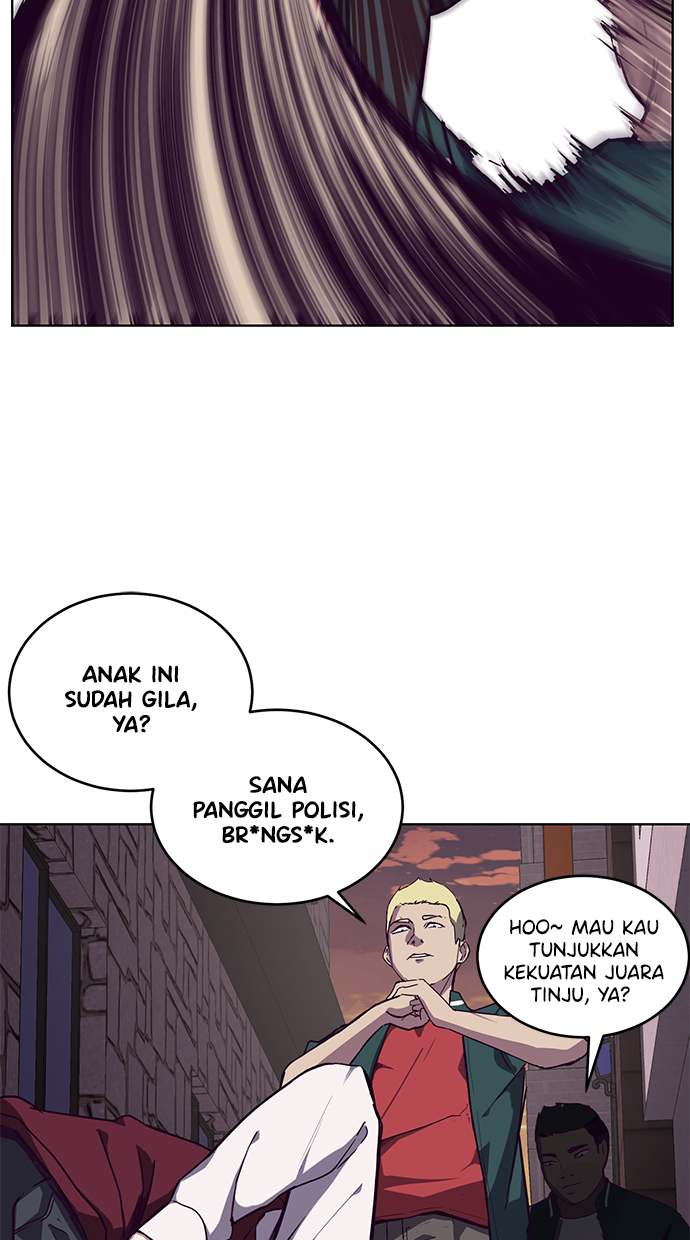 ANAK INI
SUDAH GILA,
YA?
SANA
PANGGIL POLISI,
BR*NGS*K.
HOO~ MAU KAU
TUNJUKKAN
KEKUATAN JUARA
TINJU, YA?